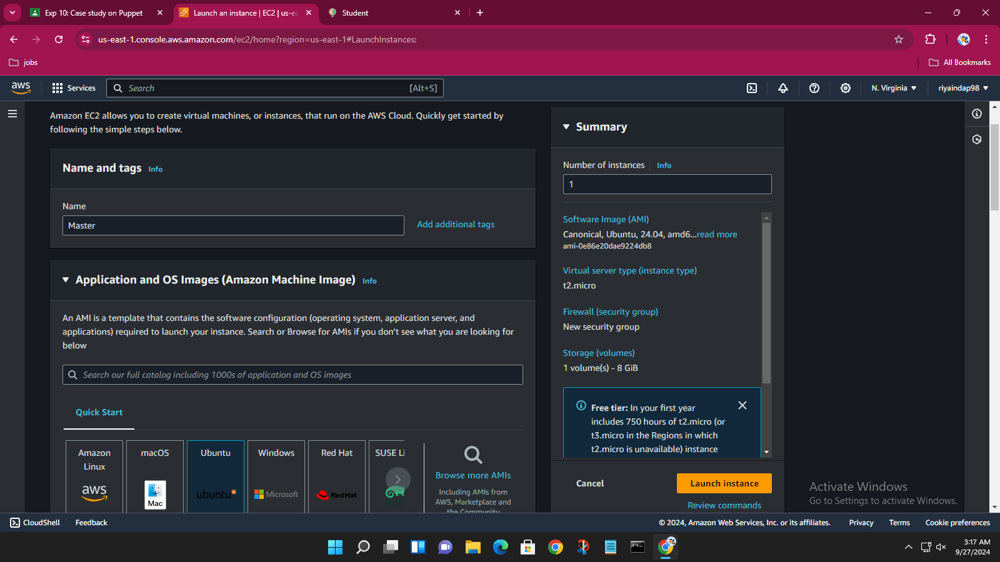 Exp 10: Case study on Puppet
Launch an instance | EC2 | us-ea
Student
us-east-1.console.aws.amazon.com/ec2/home?region=us-east-1#LaunchInstances:
jobs
All Bookmarks
aws
Services
Search
[Alt+S]
N. Virginia
riyaindap98
Amazon EC2 allows you to create virtual machines, or instances, that run on the AWS Cloud. Quickly get started by
following the simple steps below.
Name and tags Info
Name
Master
Add additional tags
Application and OS Images (Amazon Machine Image) Info
An AMI is a template that contains the software configuration (operating system, application server, and
applications) required to launch your instance. Search or Browse for AMIs if you don't see what you are looking for
below
Search our full catalog including 1000s of application and OS images
Quick Start
Amazon
Linux
aws
macOS
Mac
Ubuntu
ubuntu
Windows
Microsoft
Red Hat
RedHat
SUSE Li
SUS
Browse more AMIs
Including AMIs from
AWS, Marketplace and
the Community
Summary
Number of instances
Info
1
Software Image (AMI)
Canonical, Ubuntu, 24.04, amd6...read more
ami-0e86e20dae9224db8
Virtual server type (instance type)
t2.micro
Firewall (security group)
New security group
Storage (volumes)
1 volume(s) - 8 GiB
Free tier: In your first year
includes 750 hours of t2.micro (or
t3.micro in the Regions in which
t2.micro is unavailable) instance
Cancel
Launch instance
Review commands
Activate Windows
Go to Settings to activate Windows.
CloudShell
Feedback
© 2024, Amazon Web Services, Inc. or its affiliates.
Privacy
Terms
Cookie preferences
3:17 AM
9/27/2024